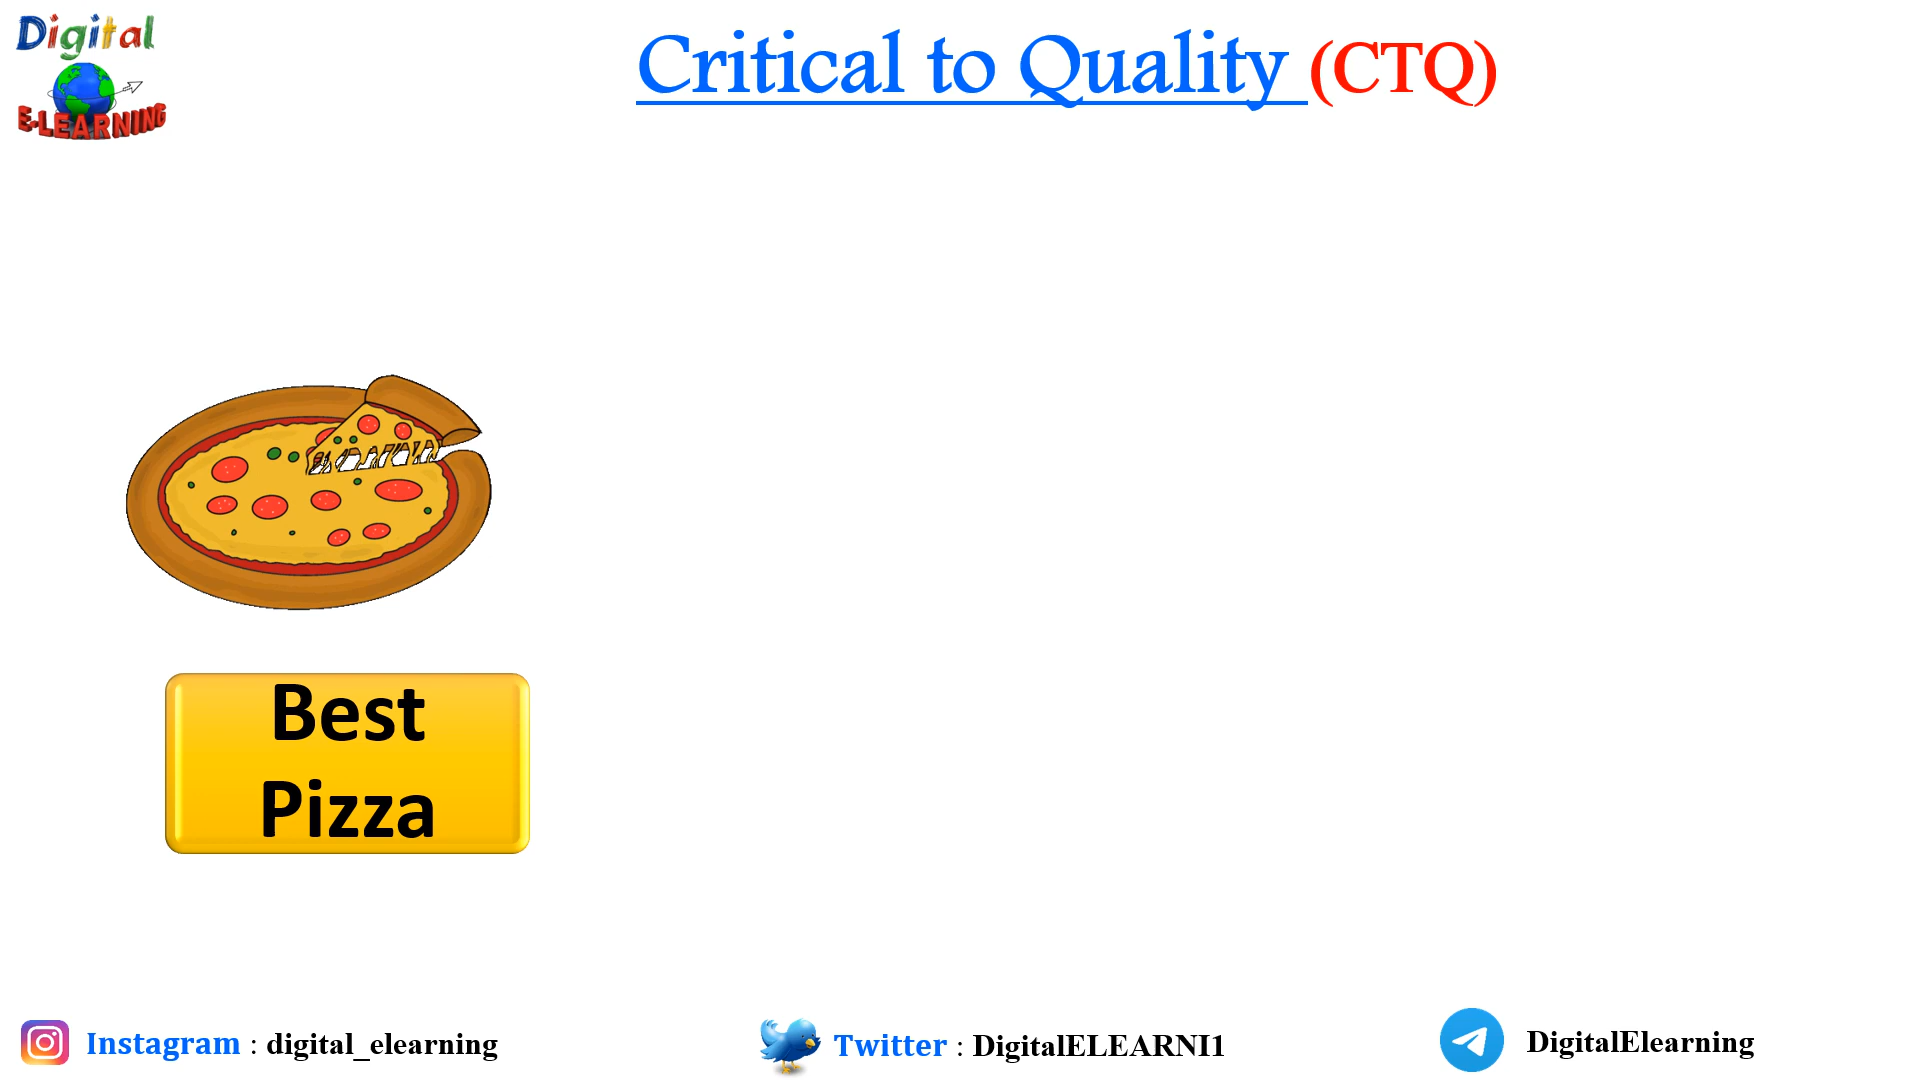 Digital
E-LEARNING
Critical to Quality (CTQ)
Best
Pizza
Instagram : digital_elearning
Twitter : DigitalELEARNI1
DigitalElearning